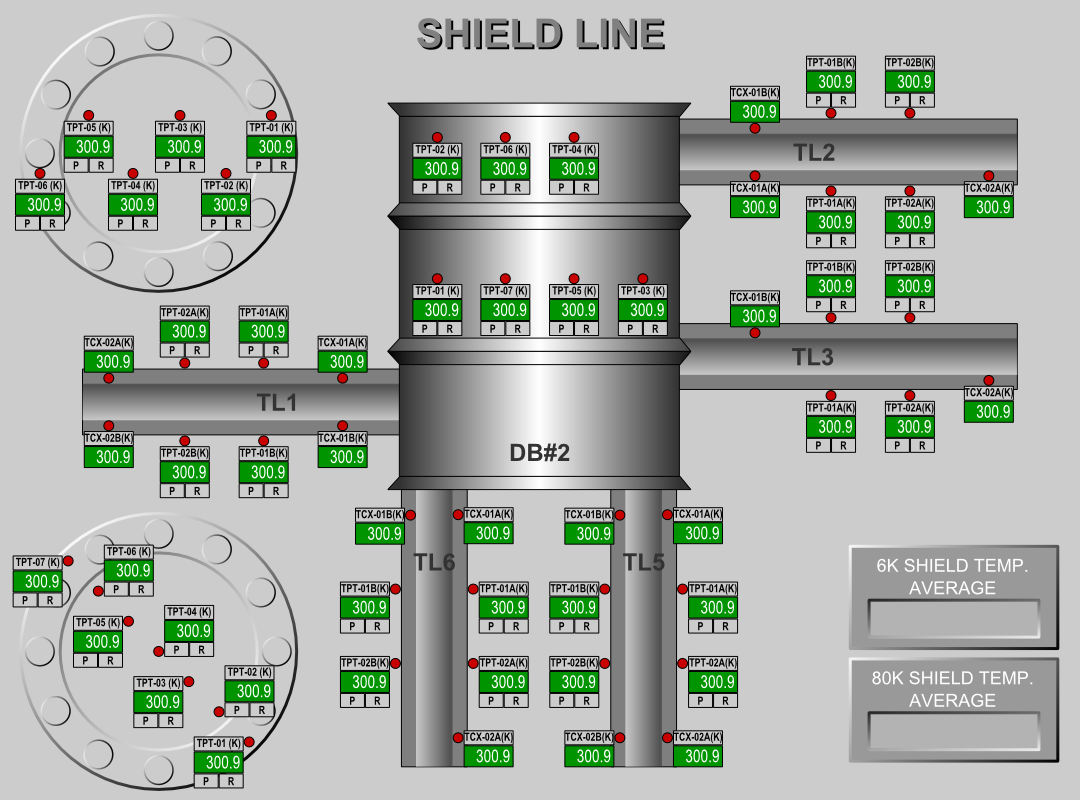 SHIELD LINE
TPT-05 (K)
300.9
P R
TPT-03 (K)
300.9
P R
TPT-01 (K)
300.9
P R
TPT-06 (K)
300.9
P R
TPT-04 (K)
300.9
P R
TPT-02 (K)
300.9
P R
TPT-02 (K)
300.9
P R
TPT-06 (K)
300.9
P R
TPT-04 (K)
300.9
P R
TPT-01 (K)
300.9
P R
TPT-07 (K)
300.9
P R
TPT-05 (K)
300.9
P R
TPT-03 (K)
300.9
P R
DB#2
TCX-01B(K)
300.9
TPT-01B(K)
300.9
P R
TPT-02B(K)
300.9
P R
TL2
TCX-01A(K)
300.9
TPT-01A(K)
300.9
P R
TPT-02A(K)
300.9
P R
TCX-02A(K)
300.9
TCX-01B(K)
300.9
TPT-01B(K)
300.9
P R
TPT-02B(K)
300.9
P R
TL3
TPT-01A(K)
300.9
P R
TPT-02A(K)
300.9
P R
TCX-02A(K)
300.9
TCX-02A(K)
300.9
TPT-02A(K)
300.9
P R
TPT-01A(K)
300.9
P R
TCX-01A(K)
300.9
TL1
TCX-02B(K)
300.9
TPT-02B(K)
300.9
P R
TPT-01B(K)
300.9
P R
TCX-01B(K)
300.9
TPT-07 (K)
300.9
P R
TPT-06 (K)
300.9
P R
TPT-05 (K)
300.9
P R
TPT-04 (K)
300.9
P R
TPT-03 (K)
300.9
P R
TPT-02 (K)
300.9
P R
TPT-01 (K)
300.9
P R
TCX-01B(K)
300.9
TCX-01A(K)
300.9
TL6
TPT-01B(K)
300.9
P R
TPT-01A(K)
300.9
P R
TPT-02B(K)
300.9
P R
TPT-02A(K)
300.9
P R
TCX-02A(K)
300.9
TCX-01B(K)
300.9
TCX-01A(K)
300.9
TL5
TPT-01B(K)
300.9
P R
TPT-01A(K)
300.9
P R
TPT-02B(K)
300.9
P R
TPT-02A(K)
300.9
P R
TCX-02B(K)
300.9
TCX-02A(K)
300.9
6K SHIELD TEMP.
AVERAGE
80K SHIELD TEMP.
AVERAGE